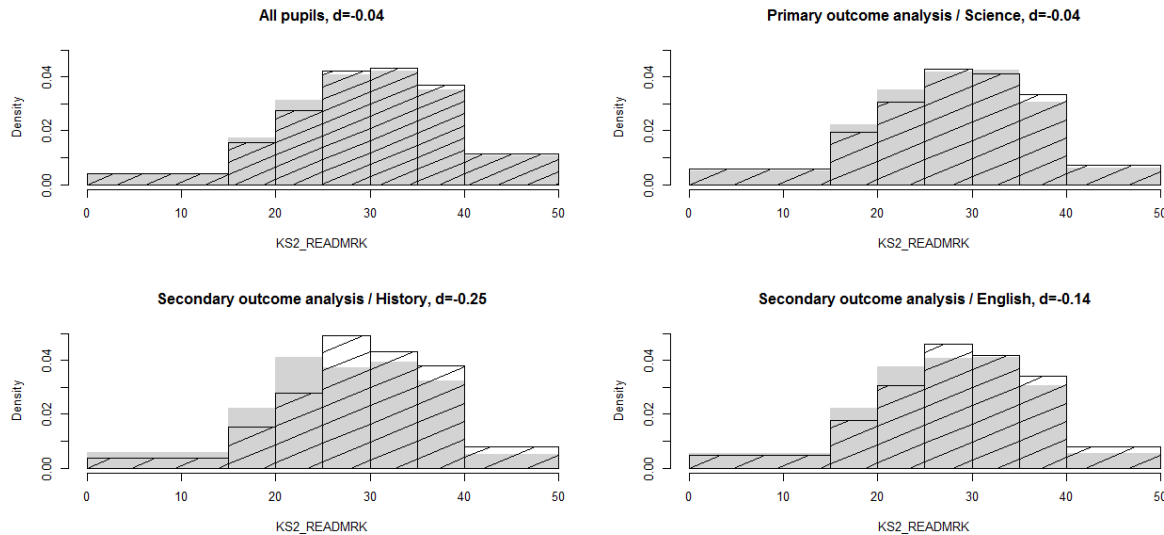 All pupils, d=-0.04
Density
0.00
0.02
0.04
0 10 20 30 40 50
KS2_READMRK
Primary outcome analysis / Science, d=-0.04
Density
0.00
0.02
0.04
0 10 20 30 40 50
KS2_READMRK
Secondary outcome analysis / History, d=-0.25
Density
0.00
0.02
0.04
0 10 20 30 40 50
KS2_READMRK
Secondary outcome analysis / English, d=-0.14
Density
0.00
0.02
0.04
0 10 20 30 40 50
KS2_READMRK